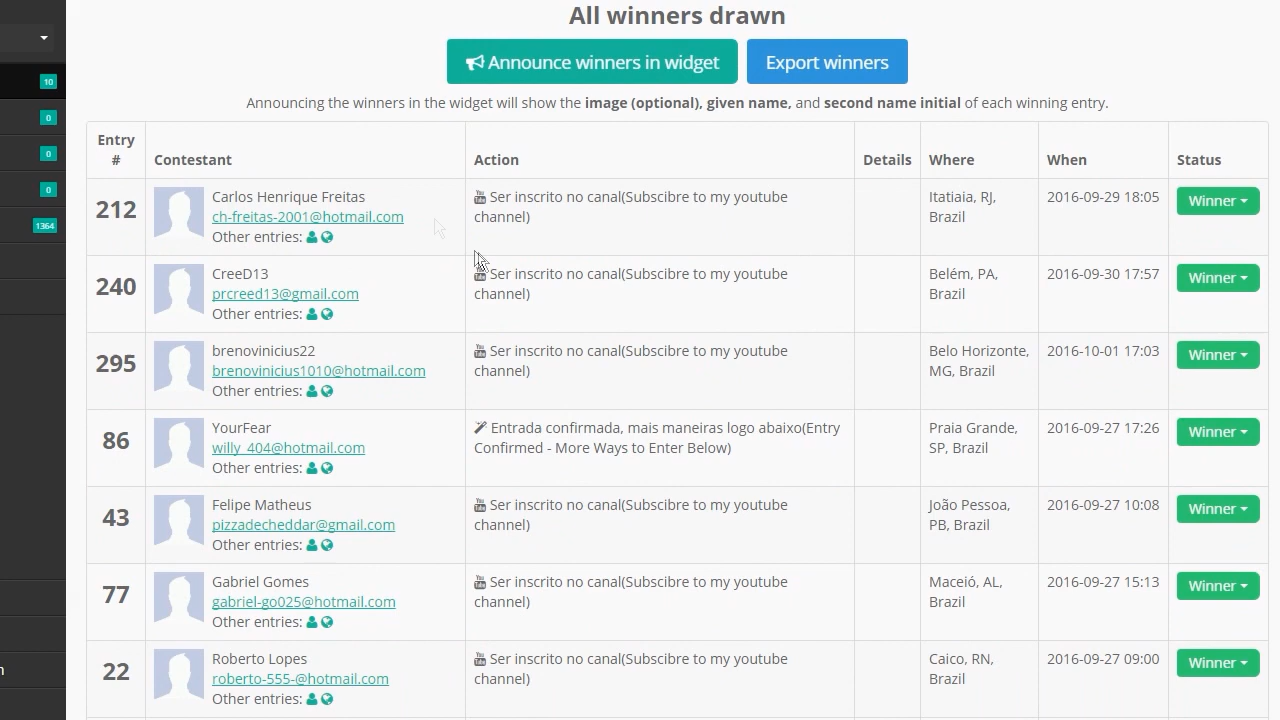 All winners drawn
Announce winners in widget
Export winners
Announcing the winners in the widget will show the image (optional), given name, and second name initial of each winning entry.
10
0
0
0
1364
Entry #
Contestant
Action
Details
Where
When
Status
212
Carlos Henrique Freitas
ch-freitas-2001@hotmail.com
Other entries:
Ser inscrito no canal(Subscibre to my youtube
channel)
Itatiaia, RJ,
Brazil
2016-09-29 18:05
Winner
240
CreeD13
prcreed13@gmail.com
Other entries:
Ser inscrito no canal(Subscibre to my youtube
channel)
Belém, PA,
Brazil
2016-09-30 17:57
Winner
295
brenovinicius22
brenovinicius1010@hotmail.com
Other entries:
Ser inscrito no canal(Subscibre to my youtube
channel)
Belo Horizonte,
MG, Brazil
2016-10-01 17:03
Winner
86
YourFear
willy_404@hotmail.com
Other entries:
Entrada confirmada, mais maneiras logo abaixo(Entry
Confirmed - More Ways to Enter Below)
Praia Grande,
SP, Brazil
2016-09-27 17:26
Winner
43
Felipe Matheus
pizzadecheddar@gmail.com
Other entries:
Ser inscrito no canal(Subscibre to my youtube
channel)
João Pessoa,
PB, Brazil
2016-09-27 10:08
Winner
77
Gabriel Gomes
gabriel-go025@hotmail.com
Other entries:
Ser inscrito no canal(Subscibre to my youtube
channel)
Maceió, AL,
Brazil
2016-09-27 15:13
Winner
22
Roberto Lopes
roberto-555-@hotmail.com
Other entries:
Ser inscrito no canal(Subscibre to my youtube
channel)
Caico, RN,
Brazil
2016-09-27 09:00
Winner